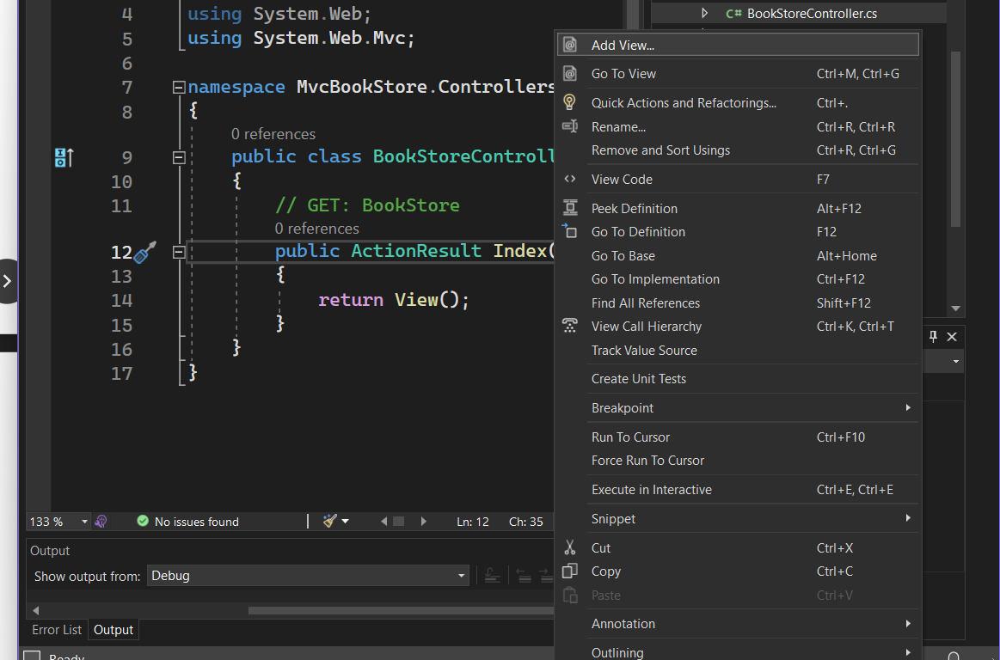 4 using System.Web;
5 using System.Web.Mvc;
6
7 namespace MvcBookStore.Controllers
8 {
0 references
9 public class BookStoreControll
10 {
11 // GET: BookStore
0 references
12 public ActionResult Index(
13 {
14 return View();
15 }
16 }
17 }
133 % No issues found Ln: 12 Ch: 35
Output
Show output from: Debug
Error List Output
Ready
C# BookStoreController.cs
Add View...
Go To View Ctrl+M, Ctrl+G
Quick Actions and Refactorings... Ctrl+.
Rename... Ctrl+R, Ctrl+R
Remove and Sort Usings Ctrl+R, Ctrl+G
View Code F7
Peek Definition Alt+F12
Go To Definition F12
Go To Base Alt+Home
Go To Implementation Ctrl+F12
Find All References Shift+F12
View Call Hierarchy Ctrl+K, Ctrl+T
Track Value Source
Create Unit Tests
Breakpoint
Run To Cursor Ctrl+F10
Force Run To Cursor
Execute in Interactive Ctrl+E, Ctrl+E
Snippet
Cut Ctrl+X
Copy Ctrl+C
Paste Ctrl+V
Annotation
Outlining